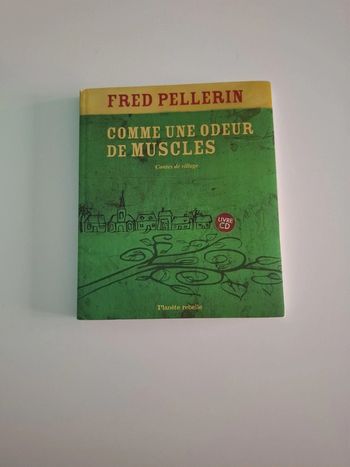 FRED PELLERIN
COMME UNE ODEUR
DE MUSCLES
Contes de village
LIVRE
CD
Planète rebelle